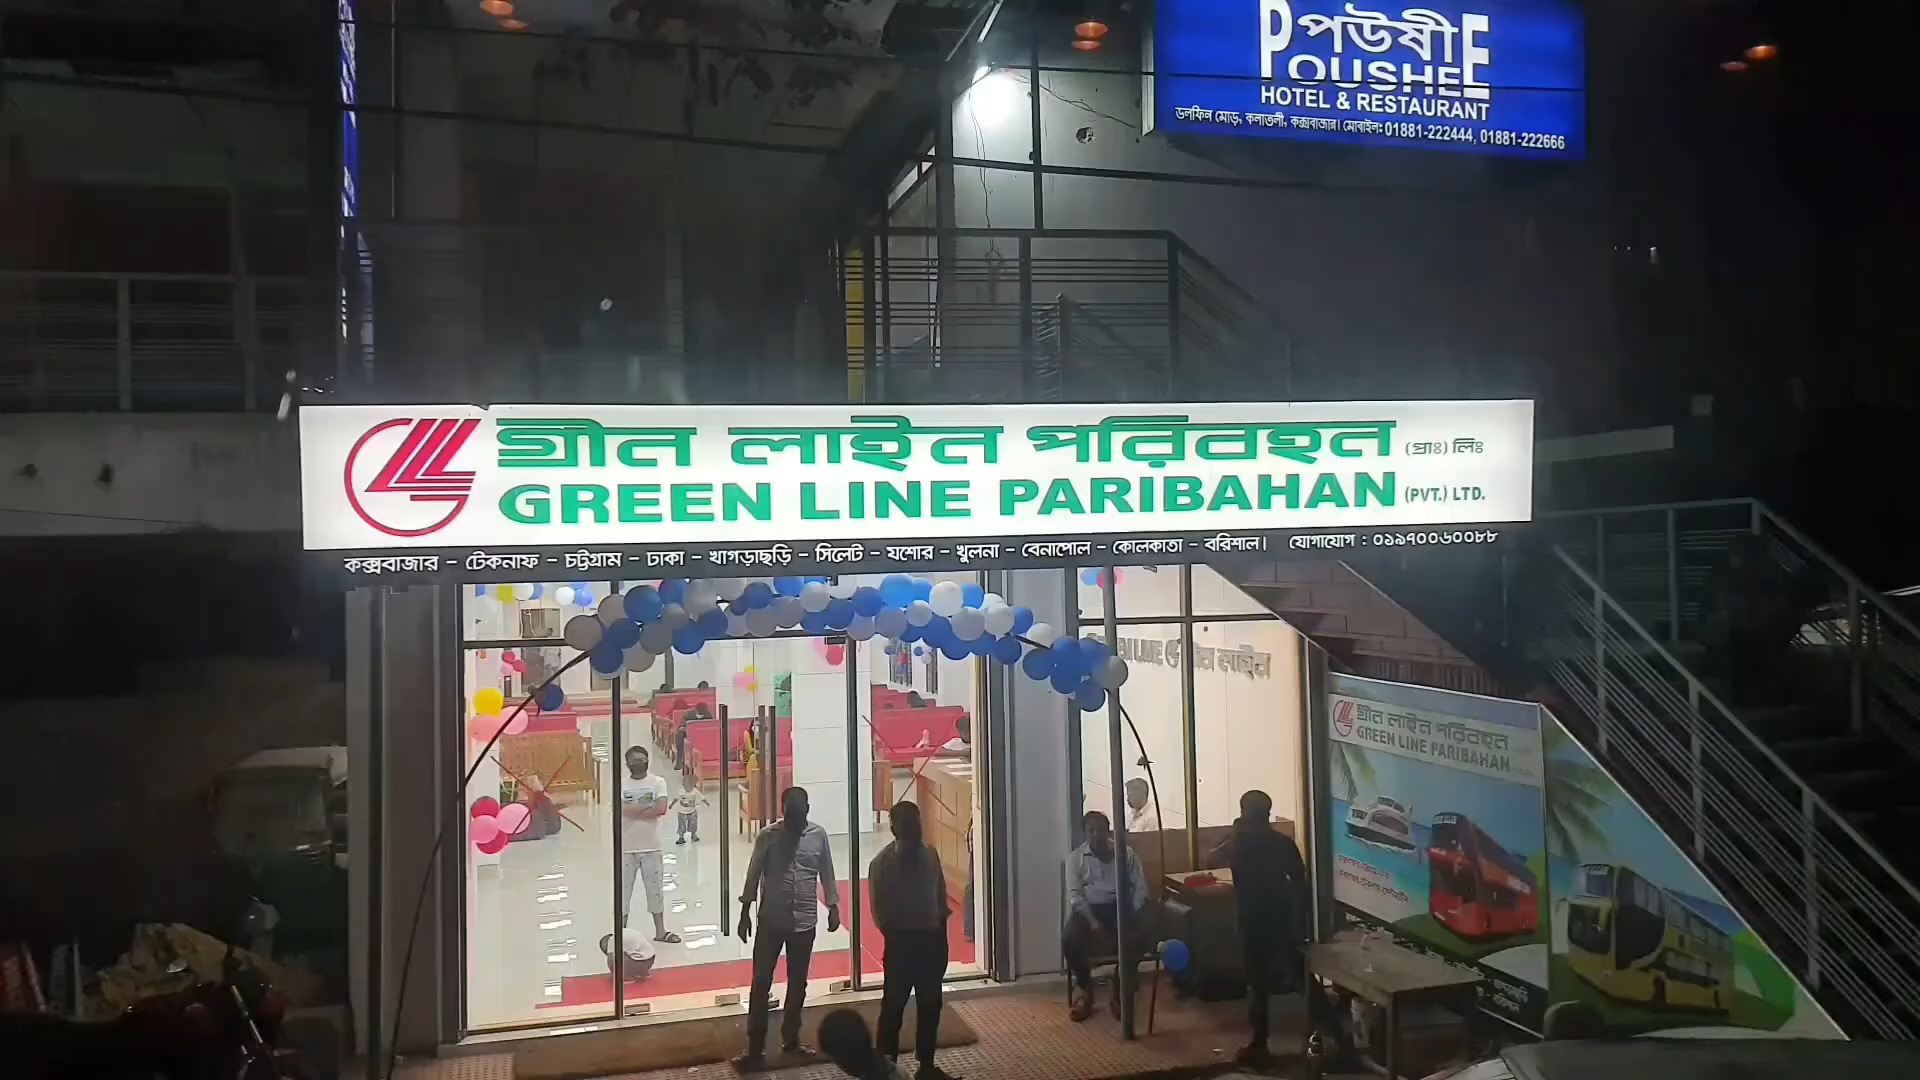 পউষী
POUSHEE
HOTEL & RESTAURANT
ডলফিন মোড়, কলাতলী, কক্সবাজার। মোবাইল: 01881-222444, 01881-222666
গ্রীন লাইন পরিবহন (প্রাঃ) লিঃ
GREEN LINE PARIBAHAN (PVT.) LTD.
কক্সবাজার - টেকনাফ - চট্টগ্রাম - ঢাকা - খাগড়াছড়ি - সিলেট - যশোর - খুলনা - বেনাপোল - কোলকাতা - বরিশাল। যোগাযোগ : ০১৯৭০০৬০০৮৮
LINE গ্রীন লাইন
গ্রীন লাইন পরিবহন
GREEN LINE PARIBAHAN